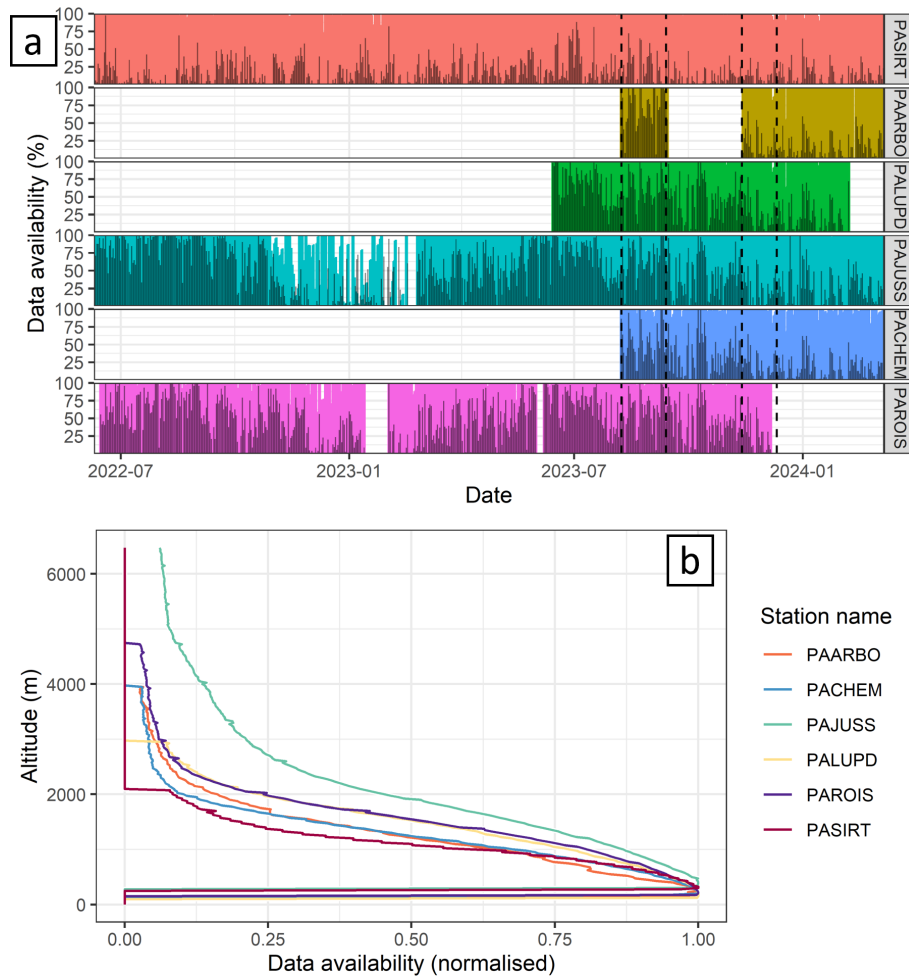 a
Data availability (%)
100
75
50
25
PASIRT
100
75
50
25
PAARBO
100
75
50
25
PALUPD
100
75
50
25
PAJUSS
100
75
50
25
PACHEM
100
75
50
25
PAROIS
2022-07 2023-01 2023-07 2024-01
Date
b
Altitude (m)
6000
4000
2000
0
0.00 0.25 0.50 0.75 1.00
Data availability (normalised)
Station name
PAARBO
PACHEM
PAJUSS
PALUPD
PAROIS
PASIRT